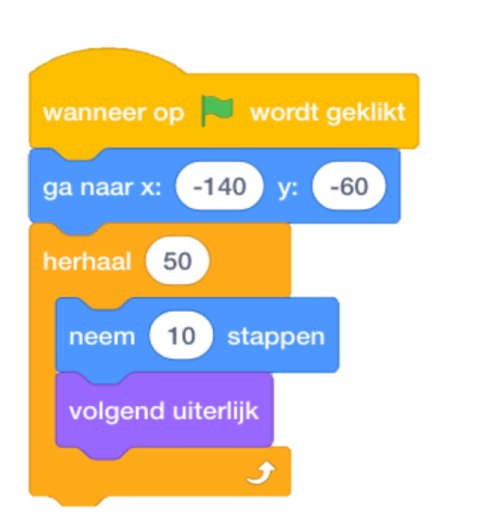 wanneer op wordt geklikt
ga naar x: -140 y: -60
herhaal 50
neem 10 stappen
volgend uiterlijk